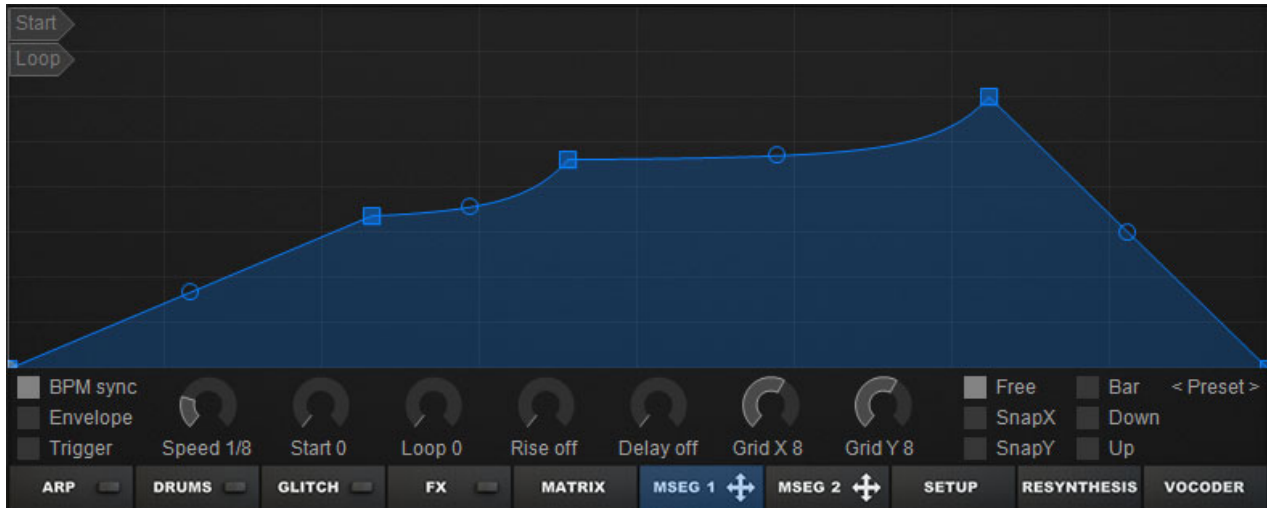 Start
Loop
BPM sync
Envelope
Trigger
Speed 1/8
Start 0
Loop 0
Rise off
Delay off
Grid X 8
Grid Y 8
Free
SnapX
SnapY
Bar
Down
Up
< Preset >
ARP
DRUMS
GLITCH
FX
MATRIX
MSEG 1
MSEG 2
SETUP
RESYNTHESIS
VOCODER